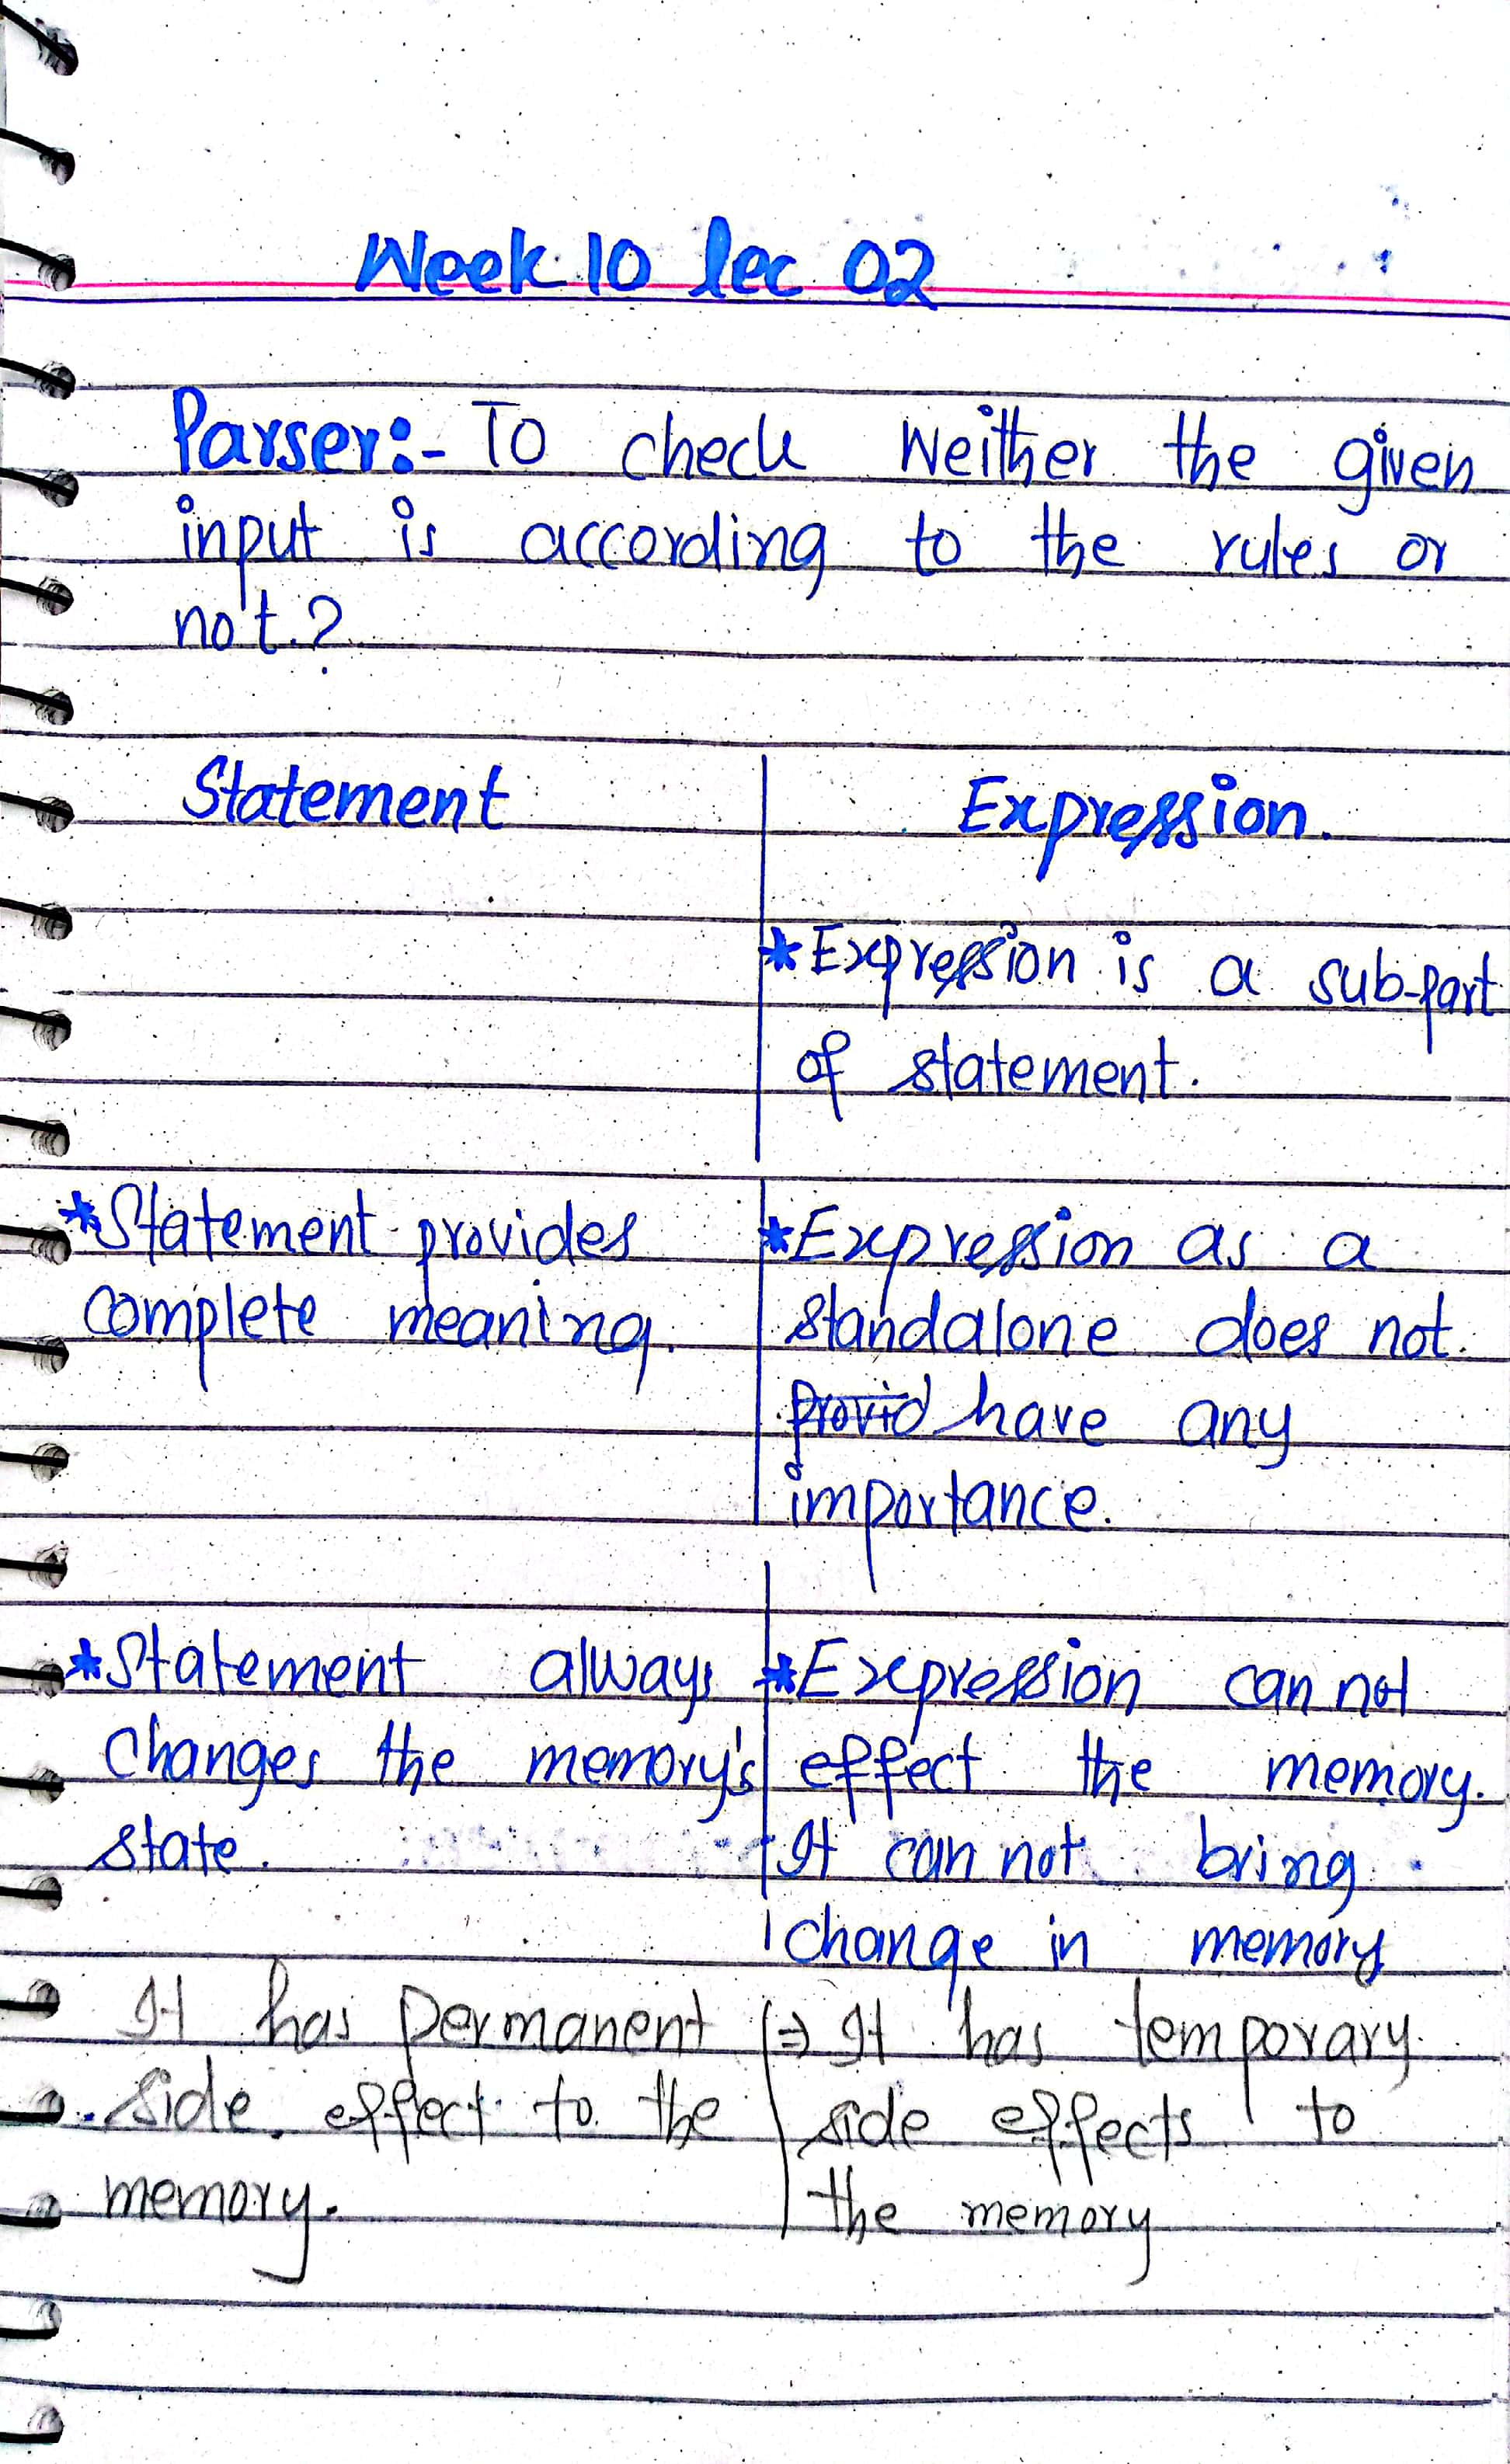 Week 10 lec 02
Parser:- To check Weither the given
input is according to the rules or
not.?
Statement
Expression.
*Expression is a sub-part
of statement.
*Statement provides
complete meaning.
*Expression as a
standalone does not
provid have any
importance.
*Statement always
changes the memory's
state.
*Expression can not
effect the memory.
It can not bring
change in memory
It has permanent
side effect to the
memory.
⇒ It has temporary
side effects to
the memory